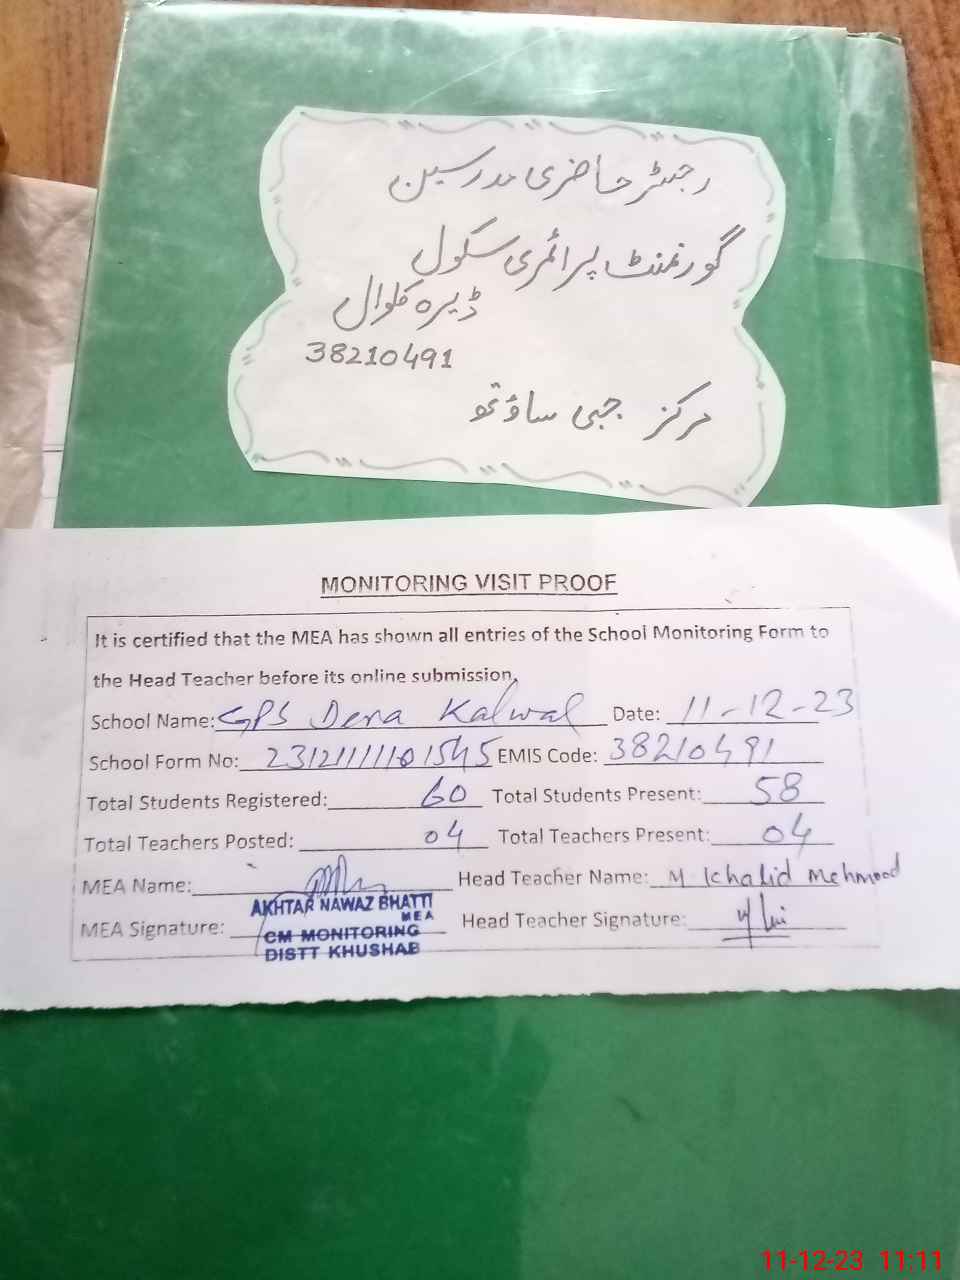 رجسٹر حاضری مدرسین
گورنمنٹ پرائمری سکول
ڈیرہ کلوال
38210491
مرکز جبی ساؤتھ
MONITORING VISIT PROOF
It is certified that the MEA has shown all entries of the School Monitoring Form to
the Head Teacher before its online submission.
School Name: GPS Dera Kalwal Date: 11-12-23
School Form No: EMIS Code: 38210491
Total Students Registered: 60 Total Students Present: 58
Total Teachers Posted: 04 Total Teachers Present: 04
MEA Name: Head Teacher Name: M Khalid Mehmood
MEA Signature: Head Teacher Signature:
AKHTAR NAWAZ BHATTI
MEA
CM MONITORING
DISTT KHUSHAB
11-12-23 11:11